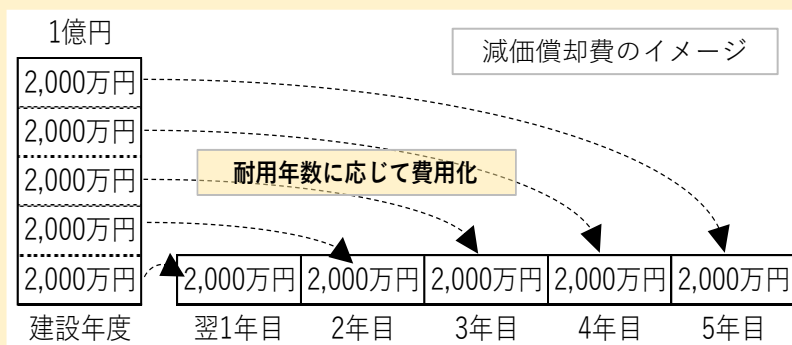 1億円
減価償却費のイメージ
2,000万円
2,000万円
耐用年数に応じて費用化
2,000万円
2,000万円
2,000万円 2,000万円 2,000万円 2,000万円 2,000万円 2,000万円
建設年度 翌1年目 2年目 3年目 4年目 5年目